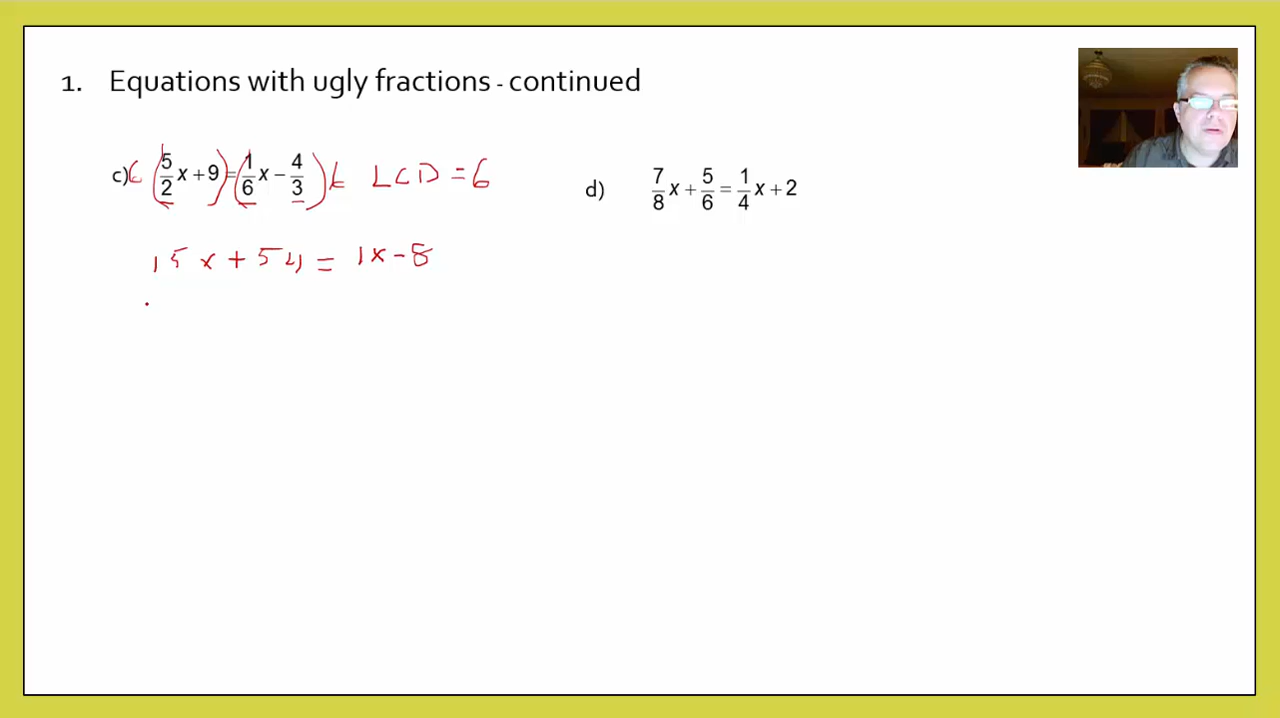 1. Equations with ugly fractions - continued
c) 6 (5/2 x + 9) = (1/6 x − 4/3) 6 LCD = 6
15x + 54 = 1x - 8
d) 7/8 x + 5/6 = 1/4 x + 2